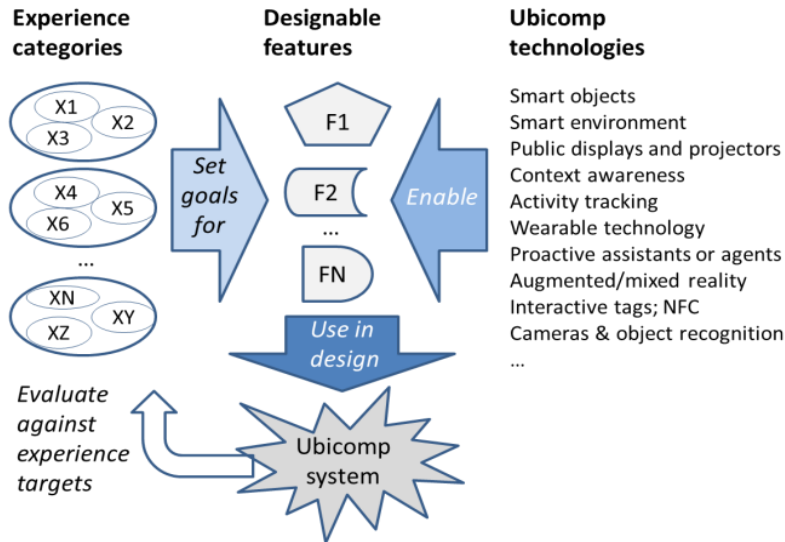 Experience
categories
X1
X2
X3
X4
X5
X6
...
XN
XY
XZ
Set
goals
for
Designable
features
F1
F2
...
FN
Enable
Ubicomp
technologies
Smart objects
Smart environment
Public displays and projectors
Context awareness
Activity tracking
Wearable technology
Proactive assistants or agents
Augmented/mixed reality
Interactive tags; NFC
Cameras & object recognition
...
Use in
design
Ubicomp
system
Evaluate
against
experience
targets